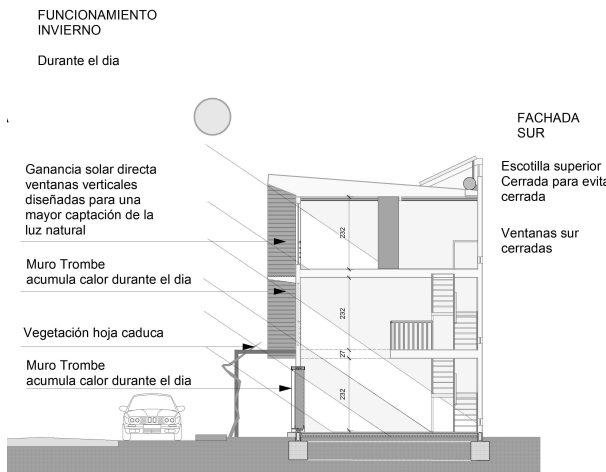 FUNCIONAMIENTO
INVIERNO
Durante el dia
FACHADA
SUR
Escotilla superior
Cerrada para evita
cerrada
Ventanas sur
cerradas
Ganancia solar directa
ventanas verticales
diseñadas para una
mayor captación de la
luz natural
Muro Trombe
acumula calor durante el dia
Vegetación hoja caduca
Muro Trombe
acumula calor durante el dia
232
232
27
232